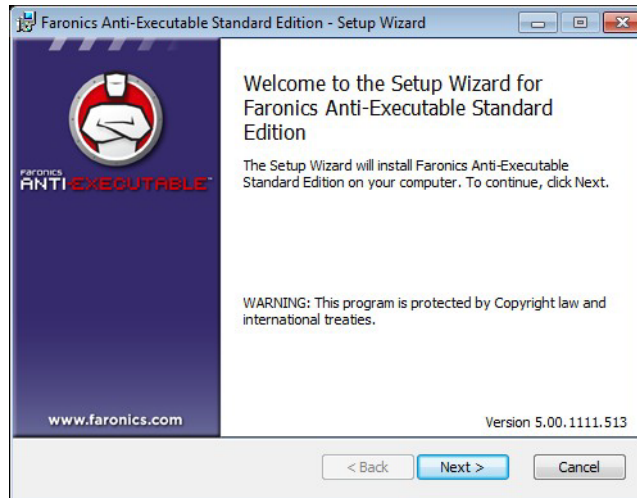 Faronics Anti-Executable Standard Edition - Setup Wizard
Welcome to the Setup Wizard for
Faronics Anti-Executable Standard
Edition
The Setup Wizard will install Faronics Anti-Executable
Standard Edition on your computer. To continue, click Next.
FARONICS
ANTI-EXECUTABLE™
WARNING: This program is protected by Copyright law and
international treaties.
www.faronics.com
Version 5.00.1111.513
< Back
Next >
Cancel